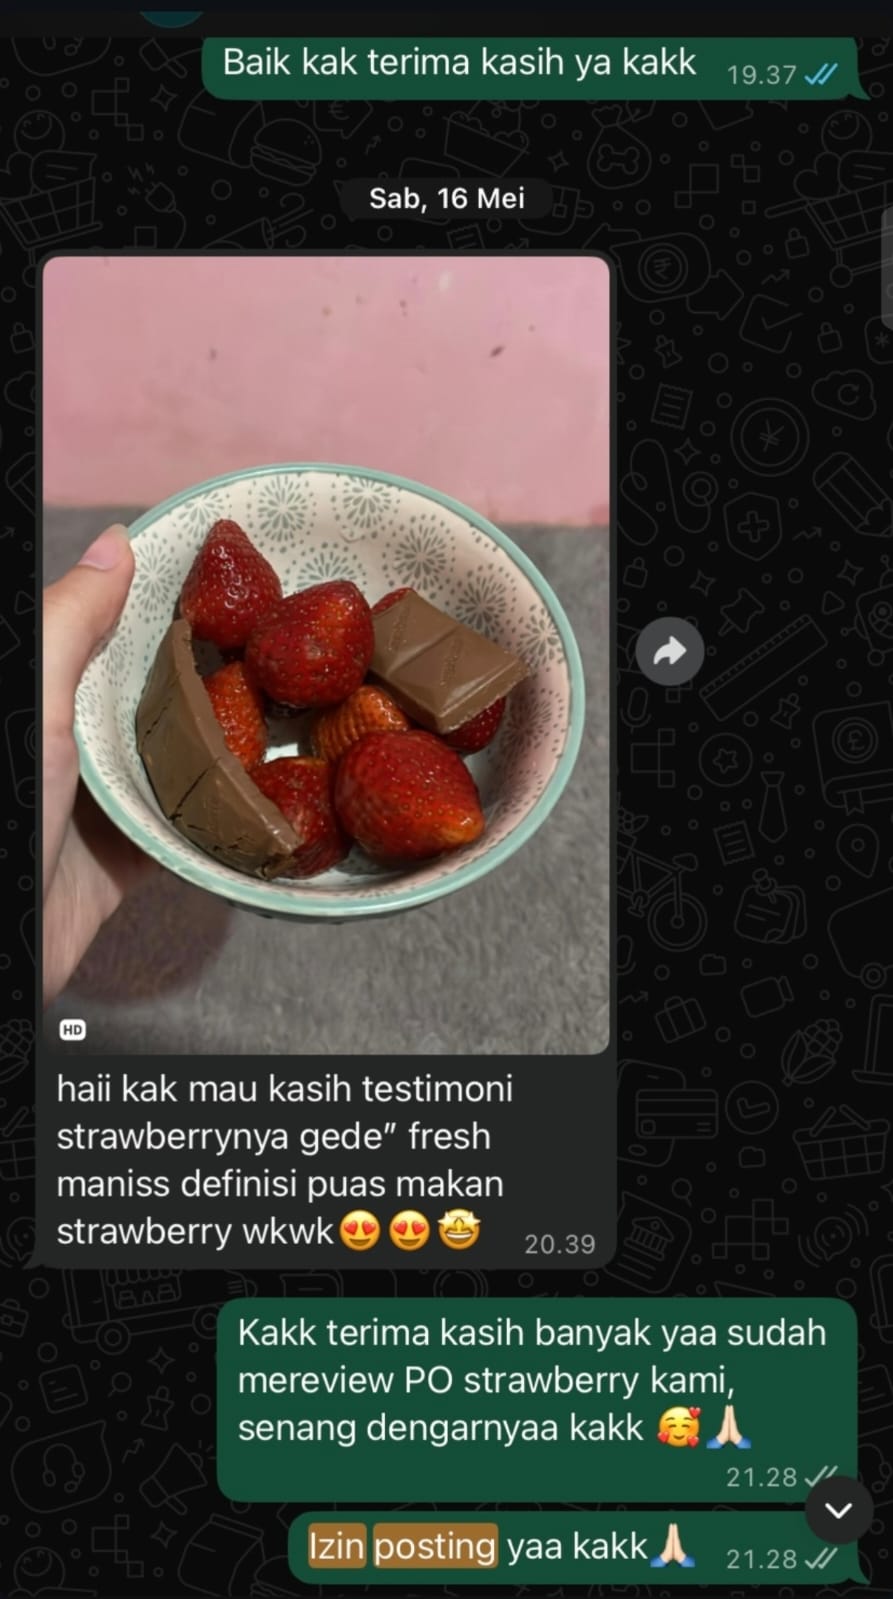 Baik kak terima kasih ya kakk 19.37
Sab, 16 Mei
HD
haii kak mau kasih testimoni
strawberrynya gede” fresh
maniss definisi puas makan
strawberry wkwk😍😍🤩 20.39
Kakk terima kasih banyak yaa sudah
mereview PO strawberry kami,
senang dengarnyaa kakk 🥰🙏🏻
21.28
Izin posting yaa kakk🙏🏻 21.28